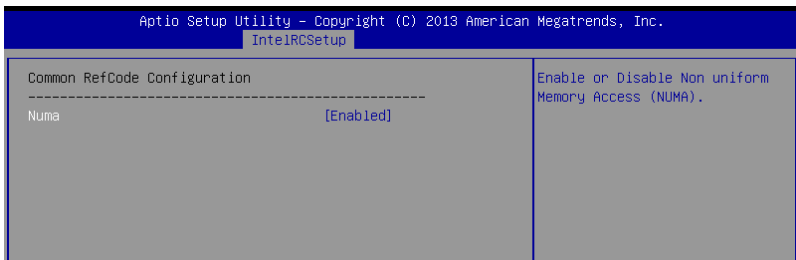 Aptio Setup Utility – Copyright (C) 2013 American Megatrends, Inc.
IntelRCSetup
Common RefCode Configuration
--------------------------------------------------
Numa [Enabled]
Enable or Disable Non uniform
Memory Access (NUMA).